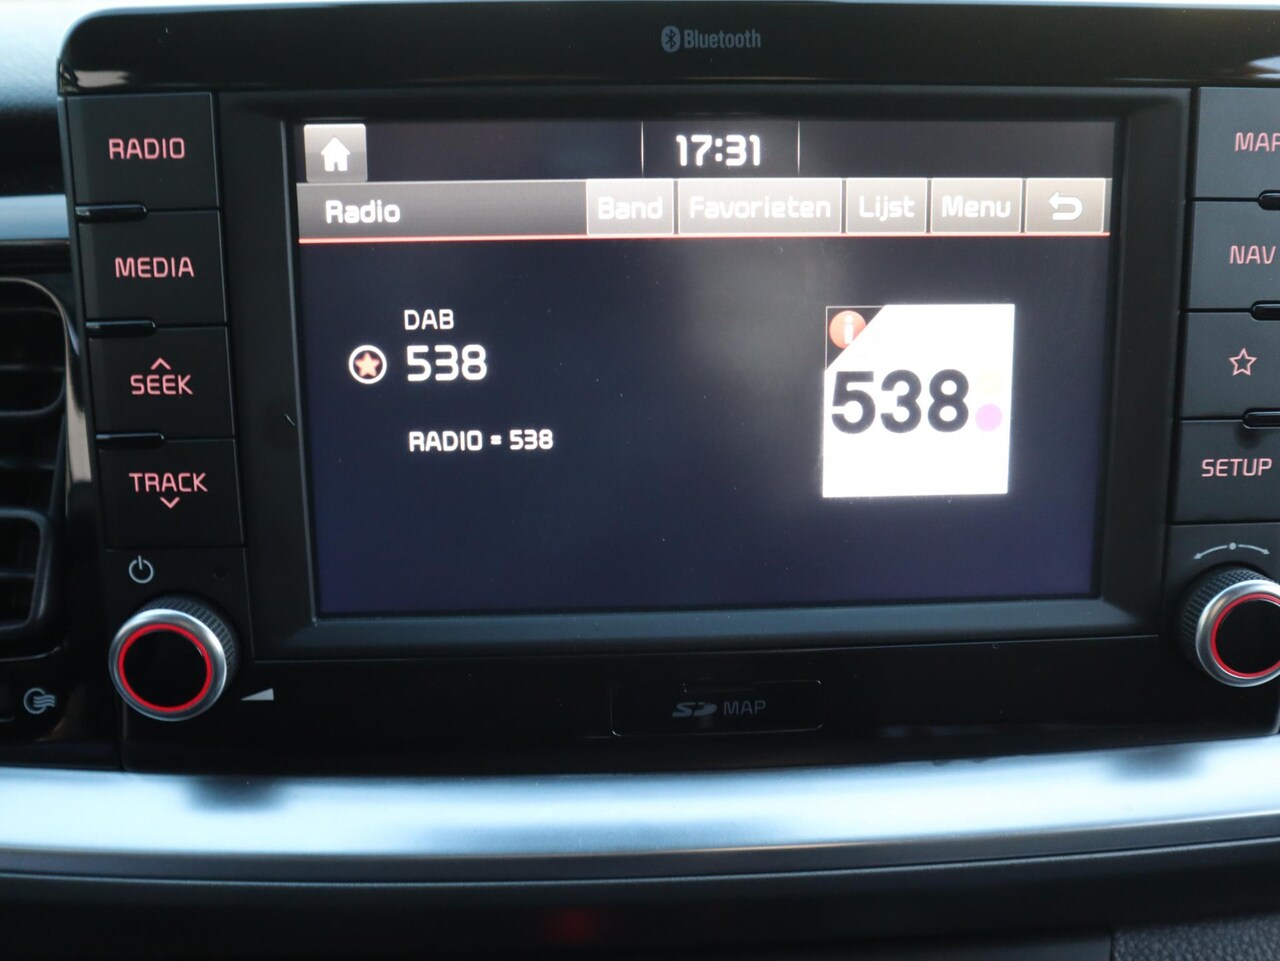 Bluetooth
RADIO
MEDIA
SEEK
TRACK
17:31
Radio
Band
Favorieten
Lijst
Menu
DAB
538
RADIO = 538
i
538
NAV
SETUP
SD MAP